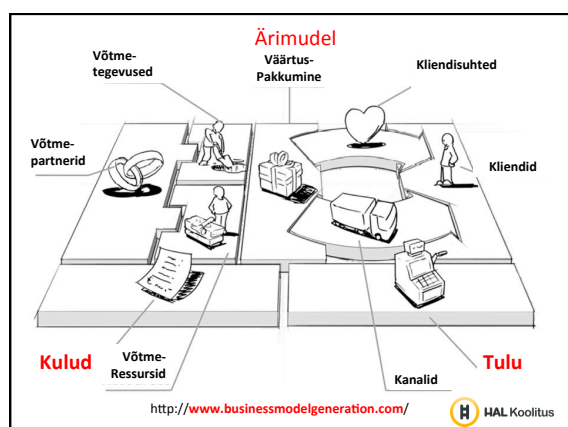 Ärimudel
Võtme-
tegevused
Väärtus-
Pakkumine
Kliendisuhted
Võtme-
partnerid
Kliendid
Kulud
Võtme-
Ressursid
Kanalid
Tulu
http://www.businessmodelgeneration.com/
HAL Koolitus